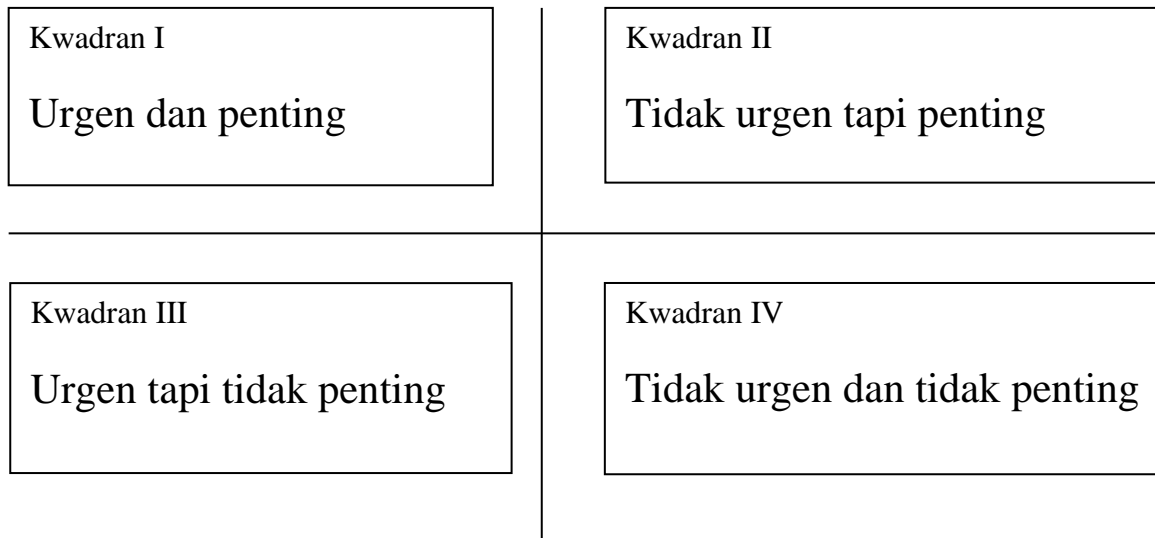 Kwadran I
Urgen dan penting
Kwadran II
Tidak urgen tapi penting
Kwadran III
Urgen tapi tidak penting
Kwadran IV
Tidak urgen dan tidak penting